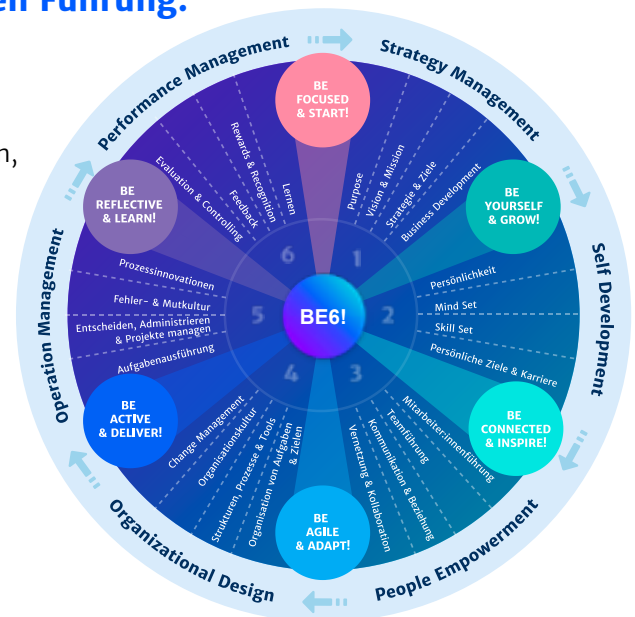 en Führung.
n,
Performance Management
Strategy Management
Self Development
People Empowerment
Organizational Design
Operation Management
BE
FOCUSED
& START!
BE
YOURSELF
& GROW!
BE
CONNECTED
& INSPIRE!
BE
AGILE
& ADAPT!
BE
ACTIVE
& DELIVER!
BE
REFLECTIVE
& LEARN!
BE6!
1
Purpose
Vision & Mission
Strategie & Ziele
Business Development
2
Persönlichkeit
Mind Set
Skill Set
Persönliche Ziele & Karriere
3
Mitarbeiter:innenführung
Teamführung
Kommunikation & Beziehung
Vernetzung & Kollaboration
4
Organisation von Aufgaben
& Zielen
Strukturen, Prozesse & Tools
Organisationskultur
Change Management
5
Aufgabenausführung
Entscheiden, Administrieren
& Projekte managen
Fehler- & Mutkultur
Prozessinnovationen
6
Evaluation & Controlling
Feedback
Rewards & Recognition
Lernen